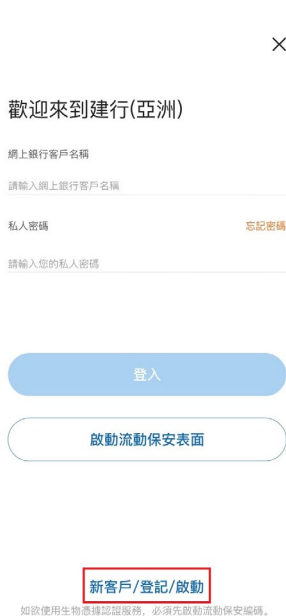 歡迎來到建行(亞洲)
網上銀行客戶名稱
請輸入網上銀行客戶名稱
私人密碼 忘記密碼
請輸入您的私人密碼
登入
啟動流動保安表面
新客戶/登記/啟動
如欲使用生物憑據認證服務，必須先啟動流動保安編碼。